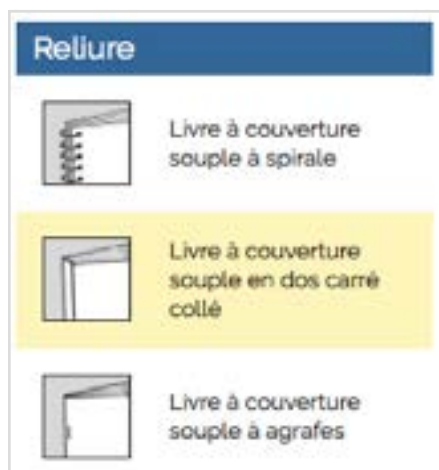 Reliure
Livre à couverture
souple à spirale
Livre à couverture
souple en dos carré
collé
Livre à couverture
souple à agrafes